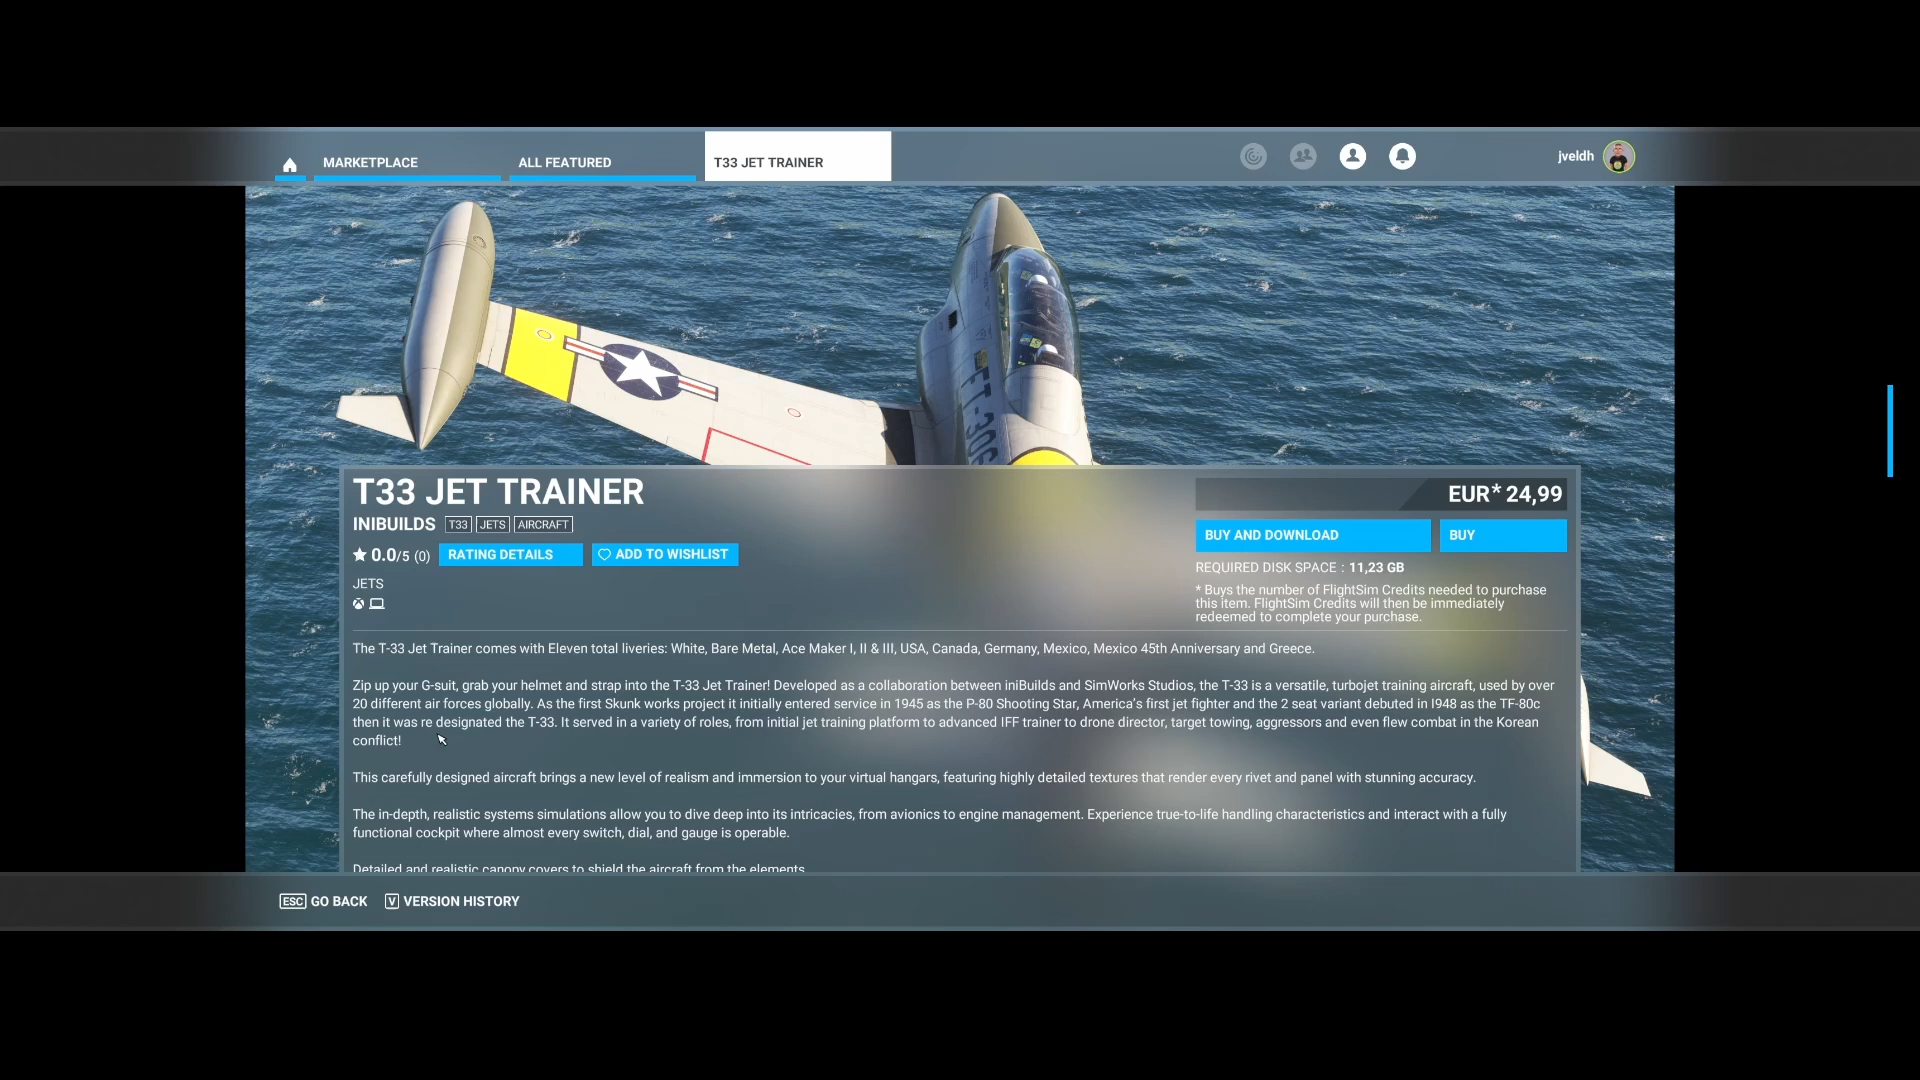 MARKETPLACE
ALL FEATURED
T33 JET TRAINER
jveldh
FT-306
T33 JET TRAINER
INIBUILDS T33 JETS AIRCRAFT
0.0/5 (0) RATING DETAILS ADD TO WISHLIST
JETS
EUR* 24,99
BUY AND DOWNLOAD BUY
REQUIRED DISK SPACE : 11,23 GB
* Buys the number of FlightSim Credits needed to purchase
this item. FlightSim Credits will then be immediately
redeemed to complete your purchase.
The T-33 Jet Trainer comes with Eleven total liveries: White, Bare Metal, Ace Maker I, II & III, USA, Canada, Germany, Mexico, Mexico 45th Anniversary and Greece.
Zip up your G-suit, grab your helmet and strap into the T-33 Jet Trainer! Developed as a collaboration between iniBuilds and SimWorks Studios, the T-33 is a versatile, turbojet training aircraft, used by over
20 different air forces globally. As the first Skunk works project it initially entered service in 1945 as the P-80 Shooting Star, America's first jet fighter and the 2 seat variant debuted in I948 as the TF-80c
then it was re designated the T-33. It served in a variety of roles, from initial jet training platform to advanced IFF trainer to drone director, target towing, aggressors and even flew combat in the Korean
conflict!
This carefully designed aircraft brings a new level of realism and immersion to your virtual hangars, featuring highly detailed textures that render every rivet and panel with stunning accuracy.
The in-depth, realistic systems simulations allow you to dive deep into its intricacies, from avionics to engine management. Experience true-to-life handling characteristics and interact with a fully
functional cockpit where almost every switch, dial, and gauge is operable.
Detailed and realistic canopy covers to shield the aircraft from the elements
ESC GO BACK V VERSION HISTORY